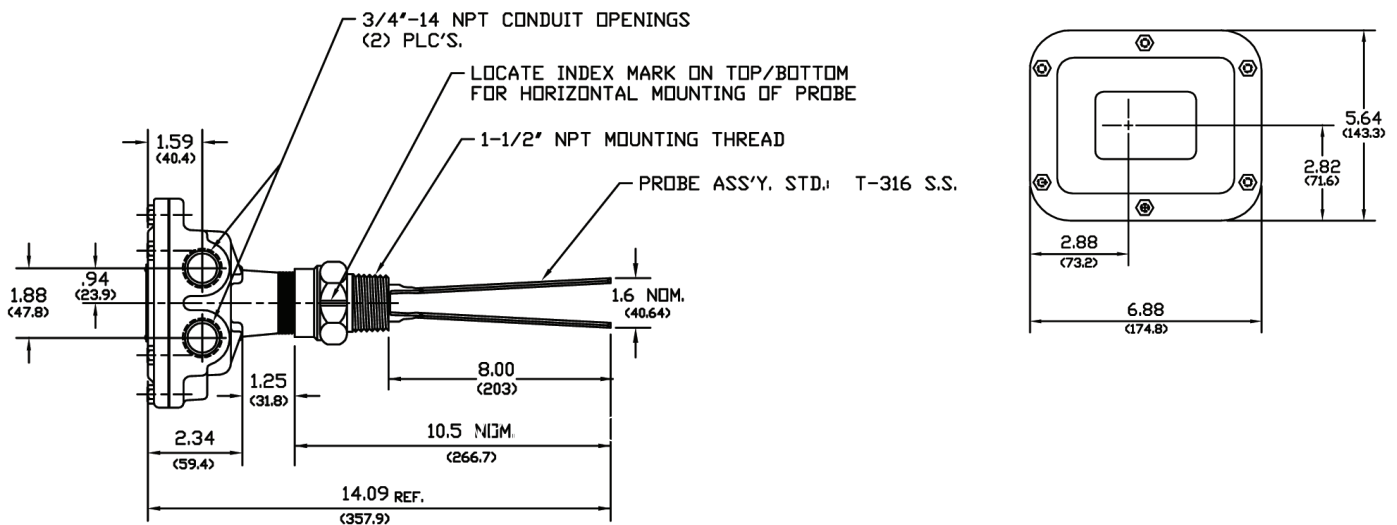 3/4"-14 NPT CONDUIT OPENINGS
(2) PLC'S.
LOCATE INDEX MARK ON TOP/BOTTOM
FOR HORIZONTAL MOUNTING OF PROBE
1-1/2" NPT MOUNTING THREAD
PROBE ASS'Y. STD.: T-316 S.S.
1.59
(40.4)
.94
(23.9)
1.88
(47.8)
1.6 NOM.
(40.64)
8.00
(203)
1.25
(31.8)
10.5 NOM.
(266.7)
2.34
(59.4)
14.09 REF.
(357.9)
5.64
(143.3)
2.82
(71.6)
2.88
(73.2)
6.88
(174.8)